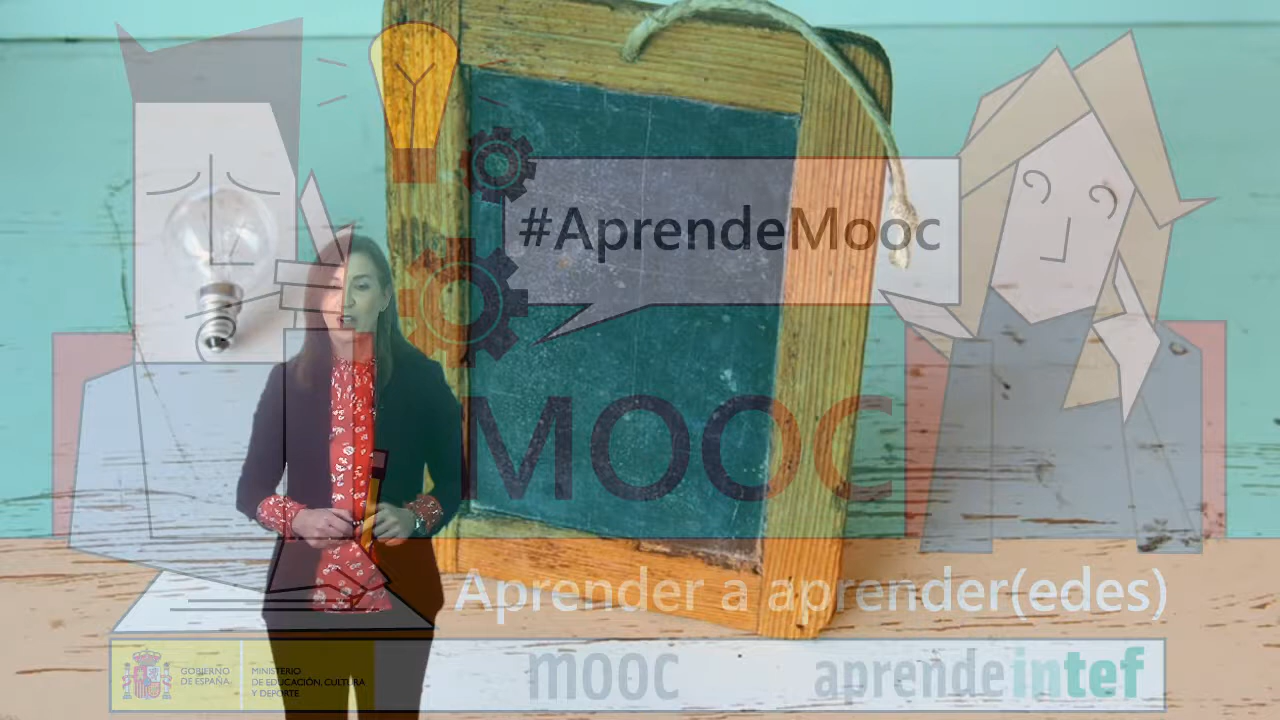 #AprendeMooc
MOOC
Aprender a aprender(edes)
GOBIERNO
DE ESPAÑA
MINISTERIO
DE EDUCACIÓN, CULTURA
Y DEPORTE
mooc
aprendeintef